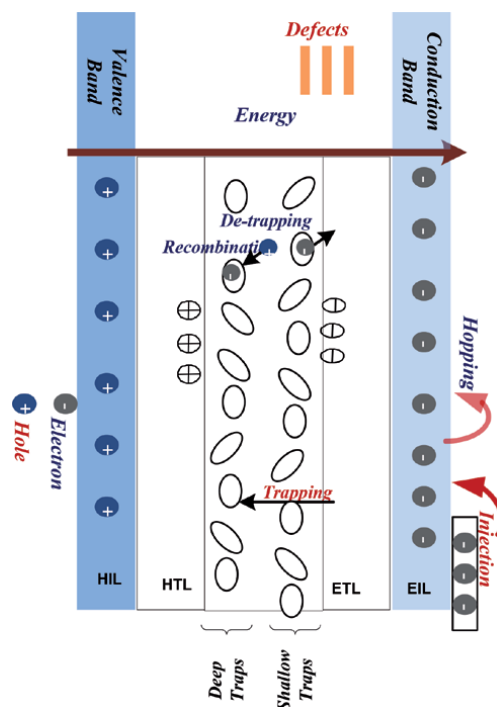 Valence
Band
Defects
Conduction
Band
Energy
De-trapping
Recombinati
Hopping
Hole
Electron
Trapping
Injection
HIL
HTL
ETL
EIL
Deep
Traps
Shallow
Traps